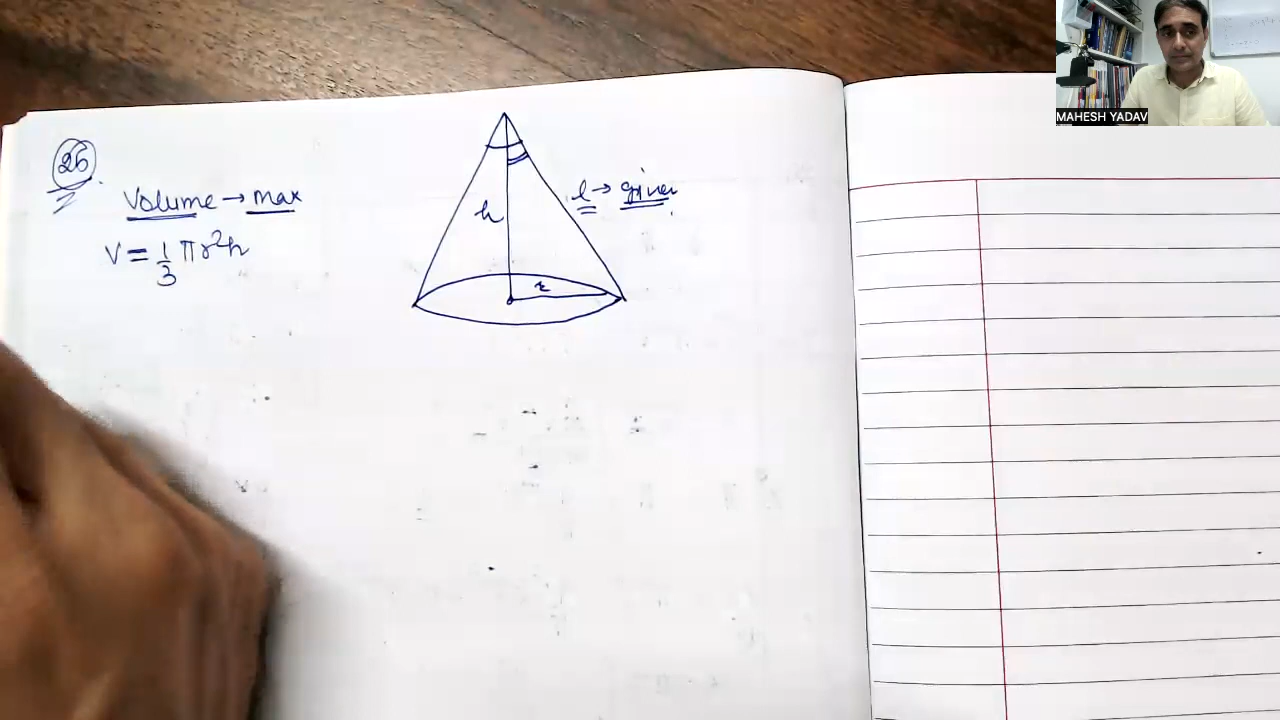 26.
Volume → max
V = 1/3 πr²h
h
l → given
r
MAHESH YADAV